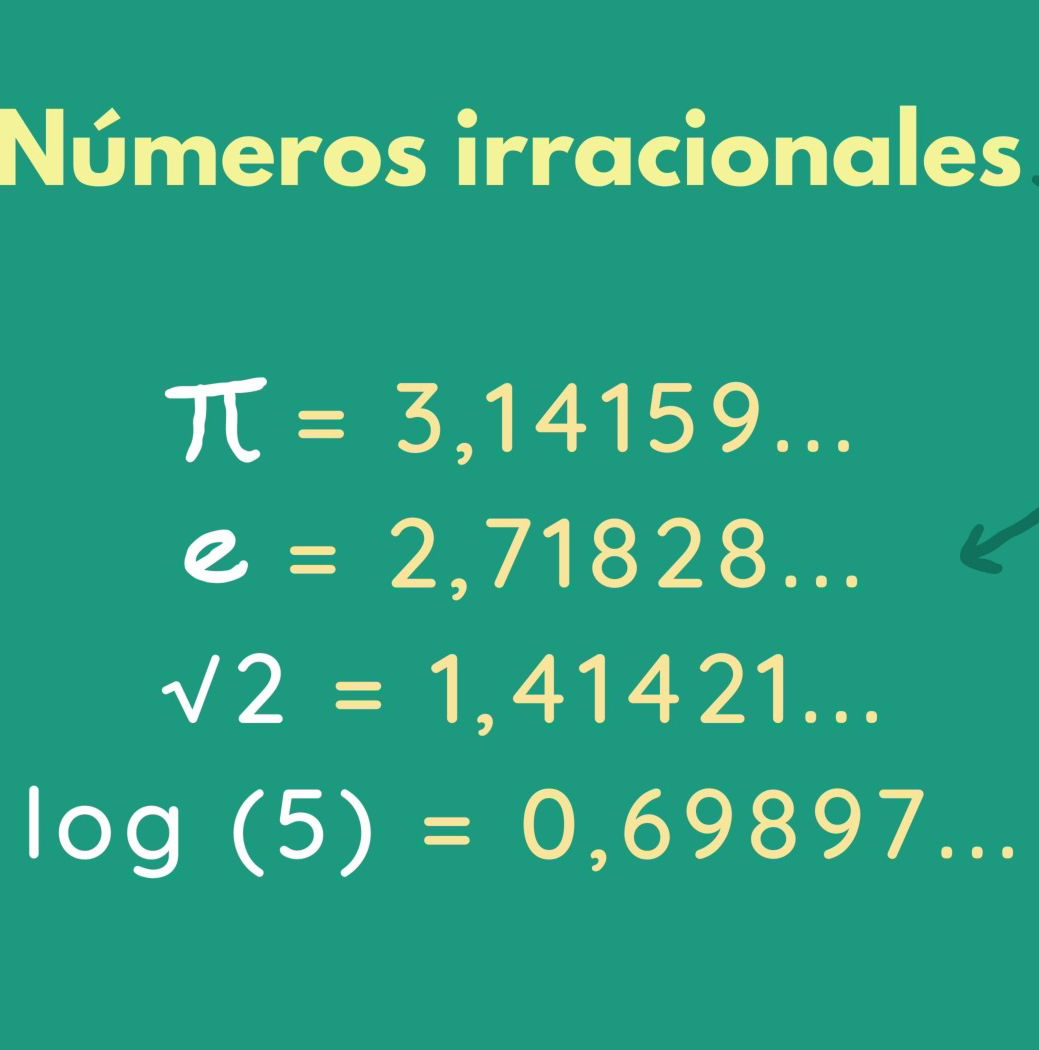 Números irracionales
π = 3,14159...
e = 2,71828...
√2 = 1,41421...
log (5) = 0,69897...